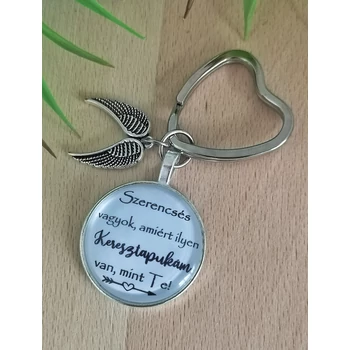 Szerencsés
vagyok, amiért ilyen
Keresztapukám
van, mint Te!